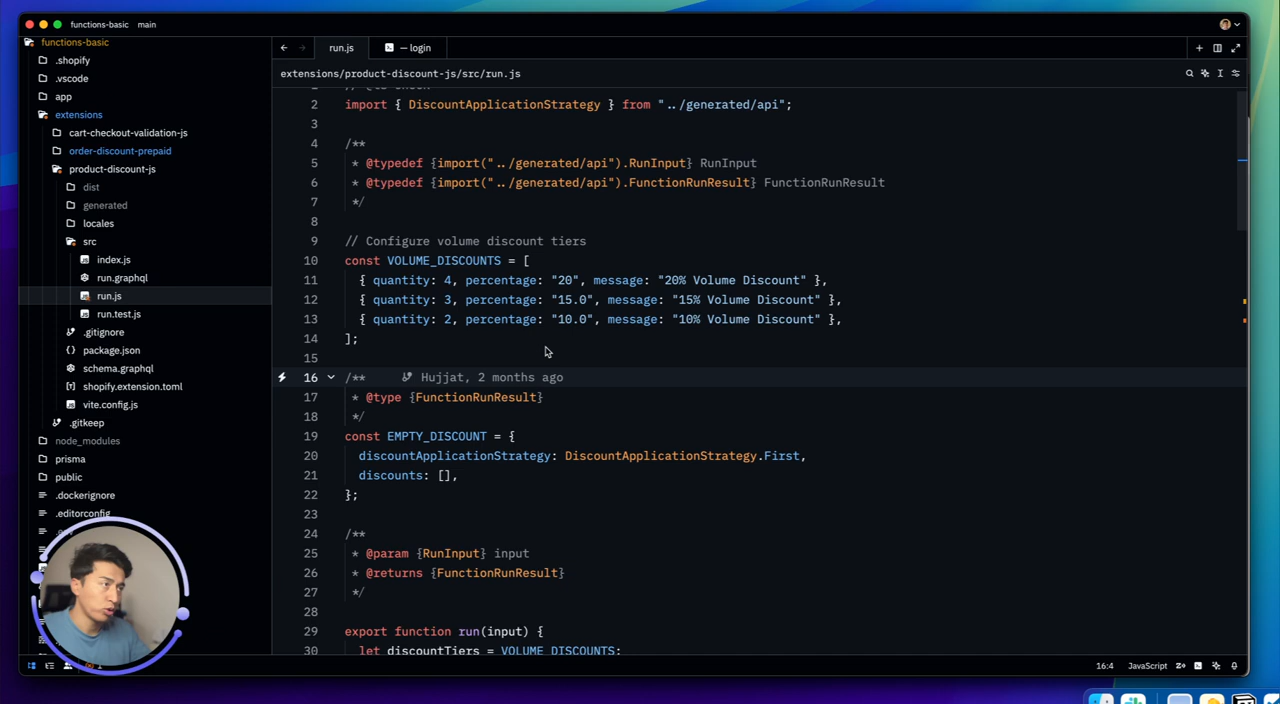 functions-basic main
functions-basic
.shopify
.vscode
app
extensions
cart-checkout-validation-js
order-discount-prepaid
product-discount-js
dist
generated
locales
src
index.js
run.graphql
run.js
run.test.js
.gitignore
package.json
schema.graphql
shopify.extension.toml
vite.config.js
.gitkeep
node_modules
prisma
public
.dockerignore
.editorconfig
run.js
— login
extensions/product-discount-js/src/run.js
2 import { DiscountApplicationStrategy } from "../generated/api";
3
4 /**
5 * @typedef {import("../generated/api").RunInput} RunInput
6 * @typedef {import("../generated/api").FunctionRunResult} FunctionRunResult
7 */
8
9 // Configure volume discount tiers
10 const VOLUME_DISCOUNTS = [
11 { quantity: 4, percentage: "20", message: "20% Volume Discount" },
12 { quantity: 3, percentage: "15.0", message: "15% Volume Discount" },
13 { quantity: 2, percentage: "10.0", message: "10% Volume Discount" },
14 ];
15
16 /** Hujjat, 2 months ago
17 * @type {FunctionRunResult}
18 */
19 const EMPTY_DISCOUNT = {
20 discountApplicationStrategy: DiscountApplicationStrategy.First,
21 discounts: [],
22 };
23
24 /**
25 * @param {RunInput} input
26 * @returns {FunctionRunResult}
27 */
28
29 export function run(input) {
30 let discountTiers = VOLUME_DISCOUNTS;
16:4 JavaScript